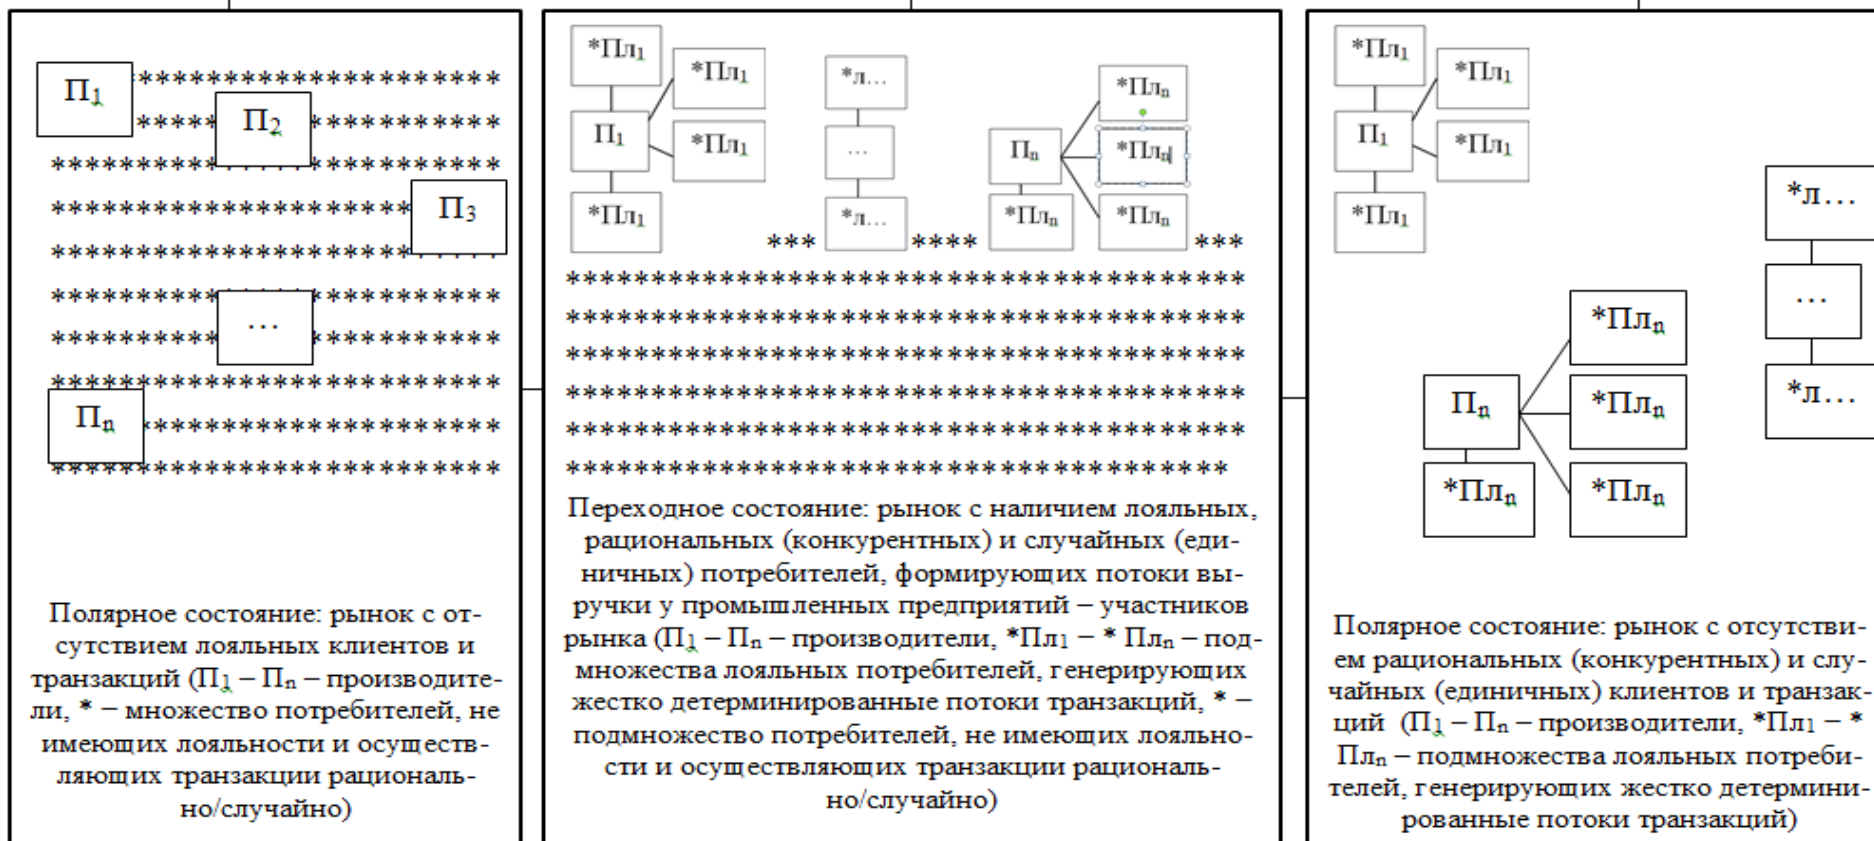 П1 *********************
***** П2 ***********
**************************
********************* П3
**************************
**************************
********** … ***********
**************************
Пn *********************
**************************
Полярное состояние: рынок с от-
сутствием лояльных клиентов и
транзакций (П1 – Пn – производите-
ли, * – множество потребителей, не
имеющих лояльности и осуществ-
ляющих транзакции рациональ-
но/случайно)
*Пл1
*Пл1
П1
*Пл1
*Пл1
*л…
…
*л…
*Плn
Пn
*Плn
*Плn
*Плn
*** **** ***
****************************************
****************************************
****************************************
****************************************
****************************************
***************************************
Переходное состояние: рынок с наличием лояльных,
рациональных (конкурентных) и случайных (еди-
ничных) потребителей, формирующих потоки вы-
ручки у промышленных предприятий – участников
рынка (П1 – Пn – производители, *Пл1 – * Плn – под-
множества лояльных потребителей, генерирующих
жестко детерминированные потоки транзакций, * –
подмножество потребителей, не имеющих лояльно-
сти и осуществляющих транзакции рациональ-
но/случайно)
*Пл1
*Пл1
П1
*Пл1
*Пл1
*л…
…
*л…
*Плn
Пn
*Плn
*Плn
*Плn
Полярное состояние: рынок с отсутстви-
ем рациональных (конкурентных) и слу-
чайных (единичных) клиентов и транзак-
ций (П1 – Пn – производители, *Пл1 – *
Плn – подмножества лояльных потреби-
телей, генерирующих жестко детермини-
рованные потоки транзакций)